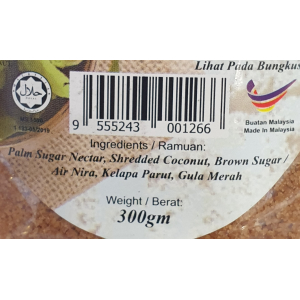 Lihat Pada Bungkus
حلال
9 555243 001266
Buatan Malaysia
Made In Malaysia
Ingredients / Ramuan:
Palm Sugar Nectar, Shredded Coconut, Brown Sugar /
Air Nira, Kelapa Parut, Gula Merah
Weight / Berat:
300gm